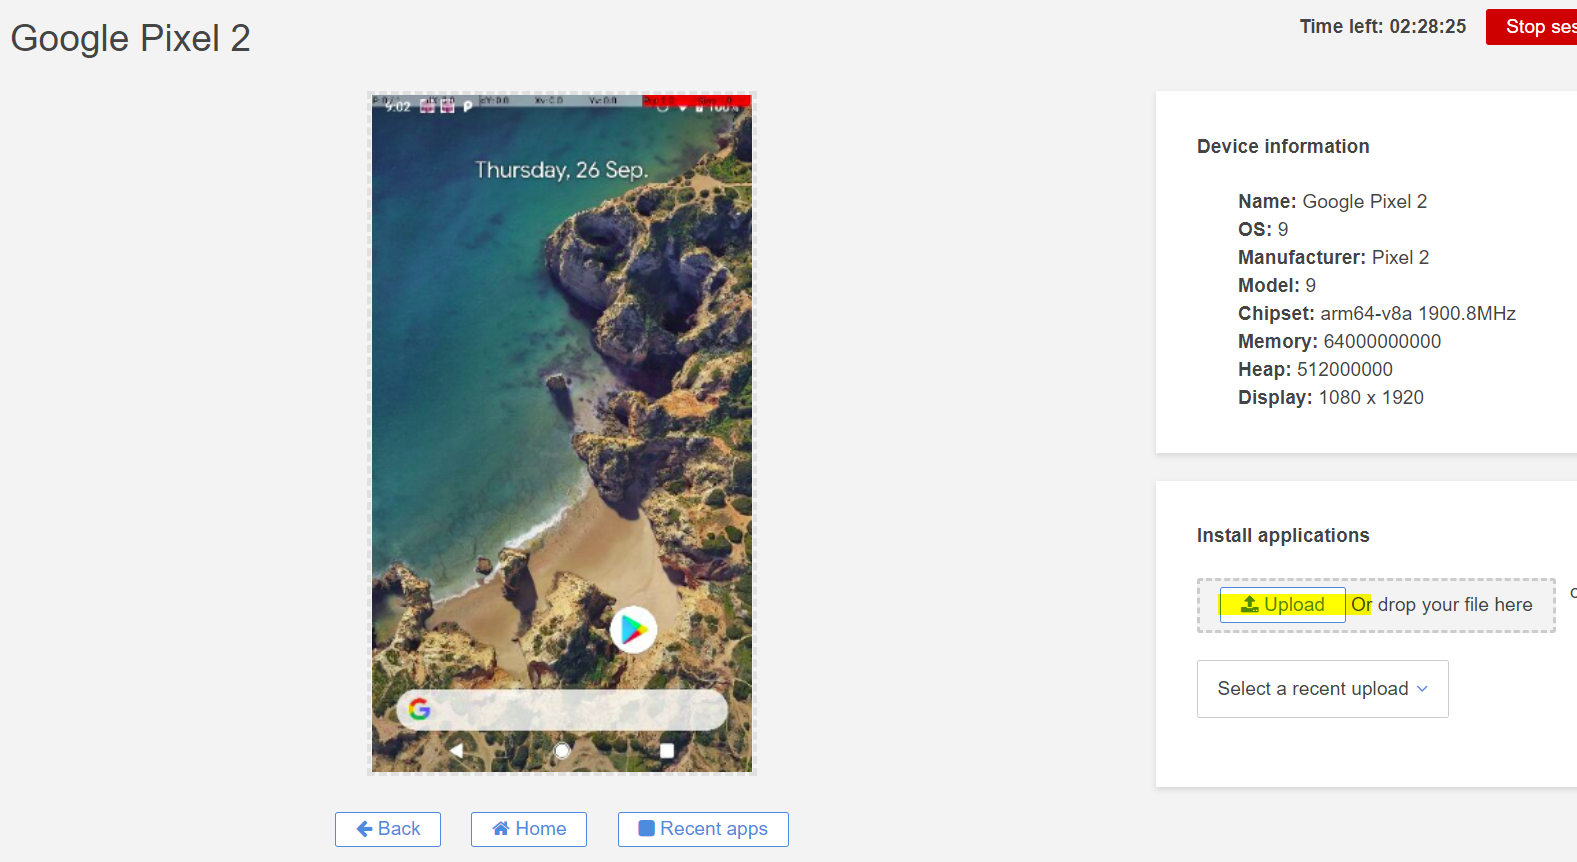 Google Pixel 2
Time left: 02:28:25
Stop ses
9:02
100%
Thursday, 26 Sep.
Back
Home
Recent apps
Device information
Name: Google Pixel 2
OS: 9
Manufacturer: Pixel 2
Model: 9
Chipset: arm64-v8a 1900.8MHz
Memory: 64000000000
Heap: 512000000
Display: 1080 x 1920
Install applications
Upload Or drop your file here
Select a recent upload